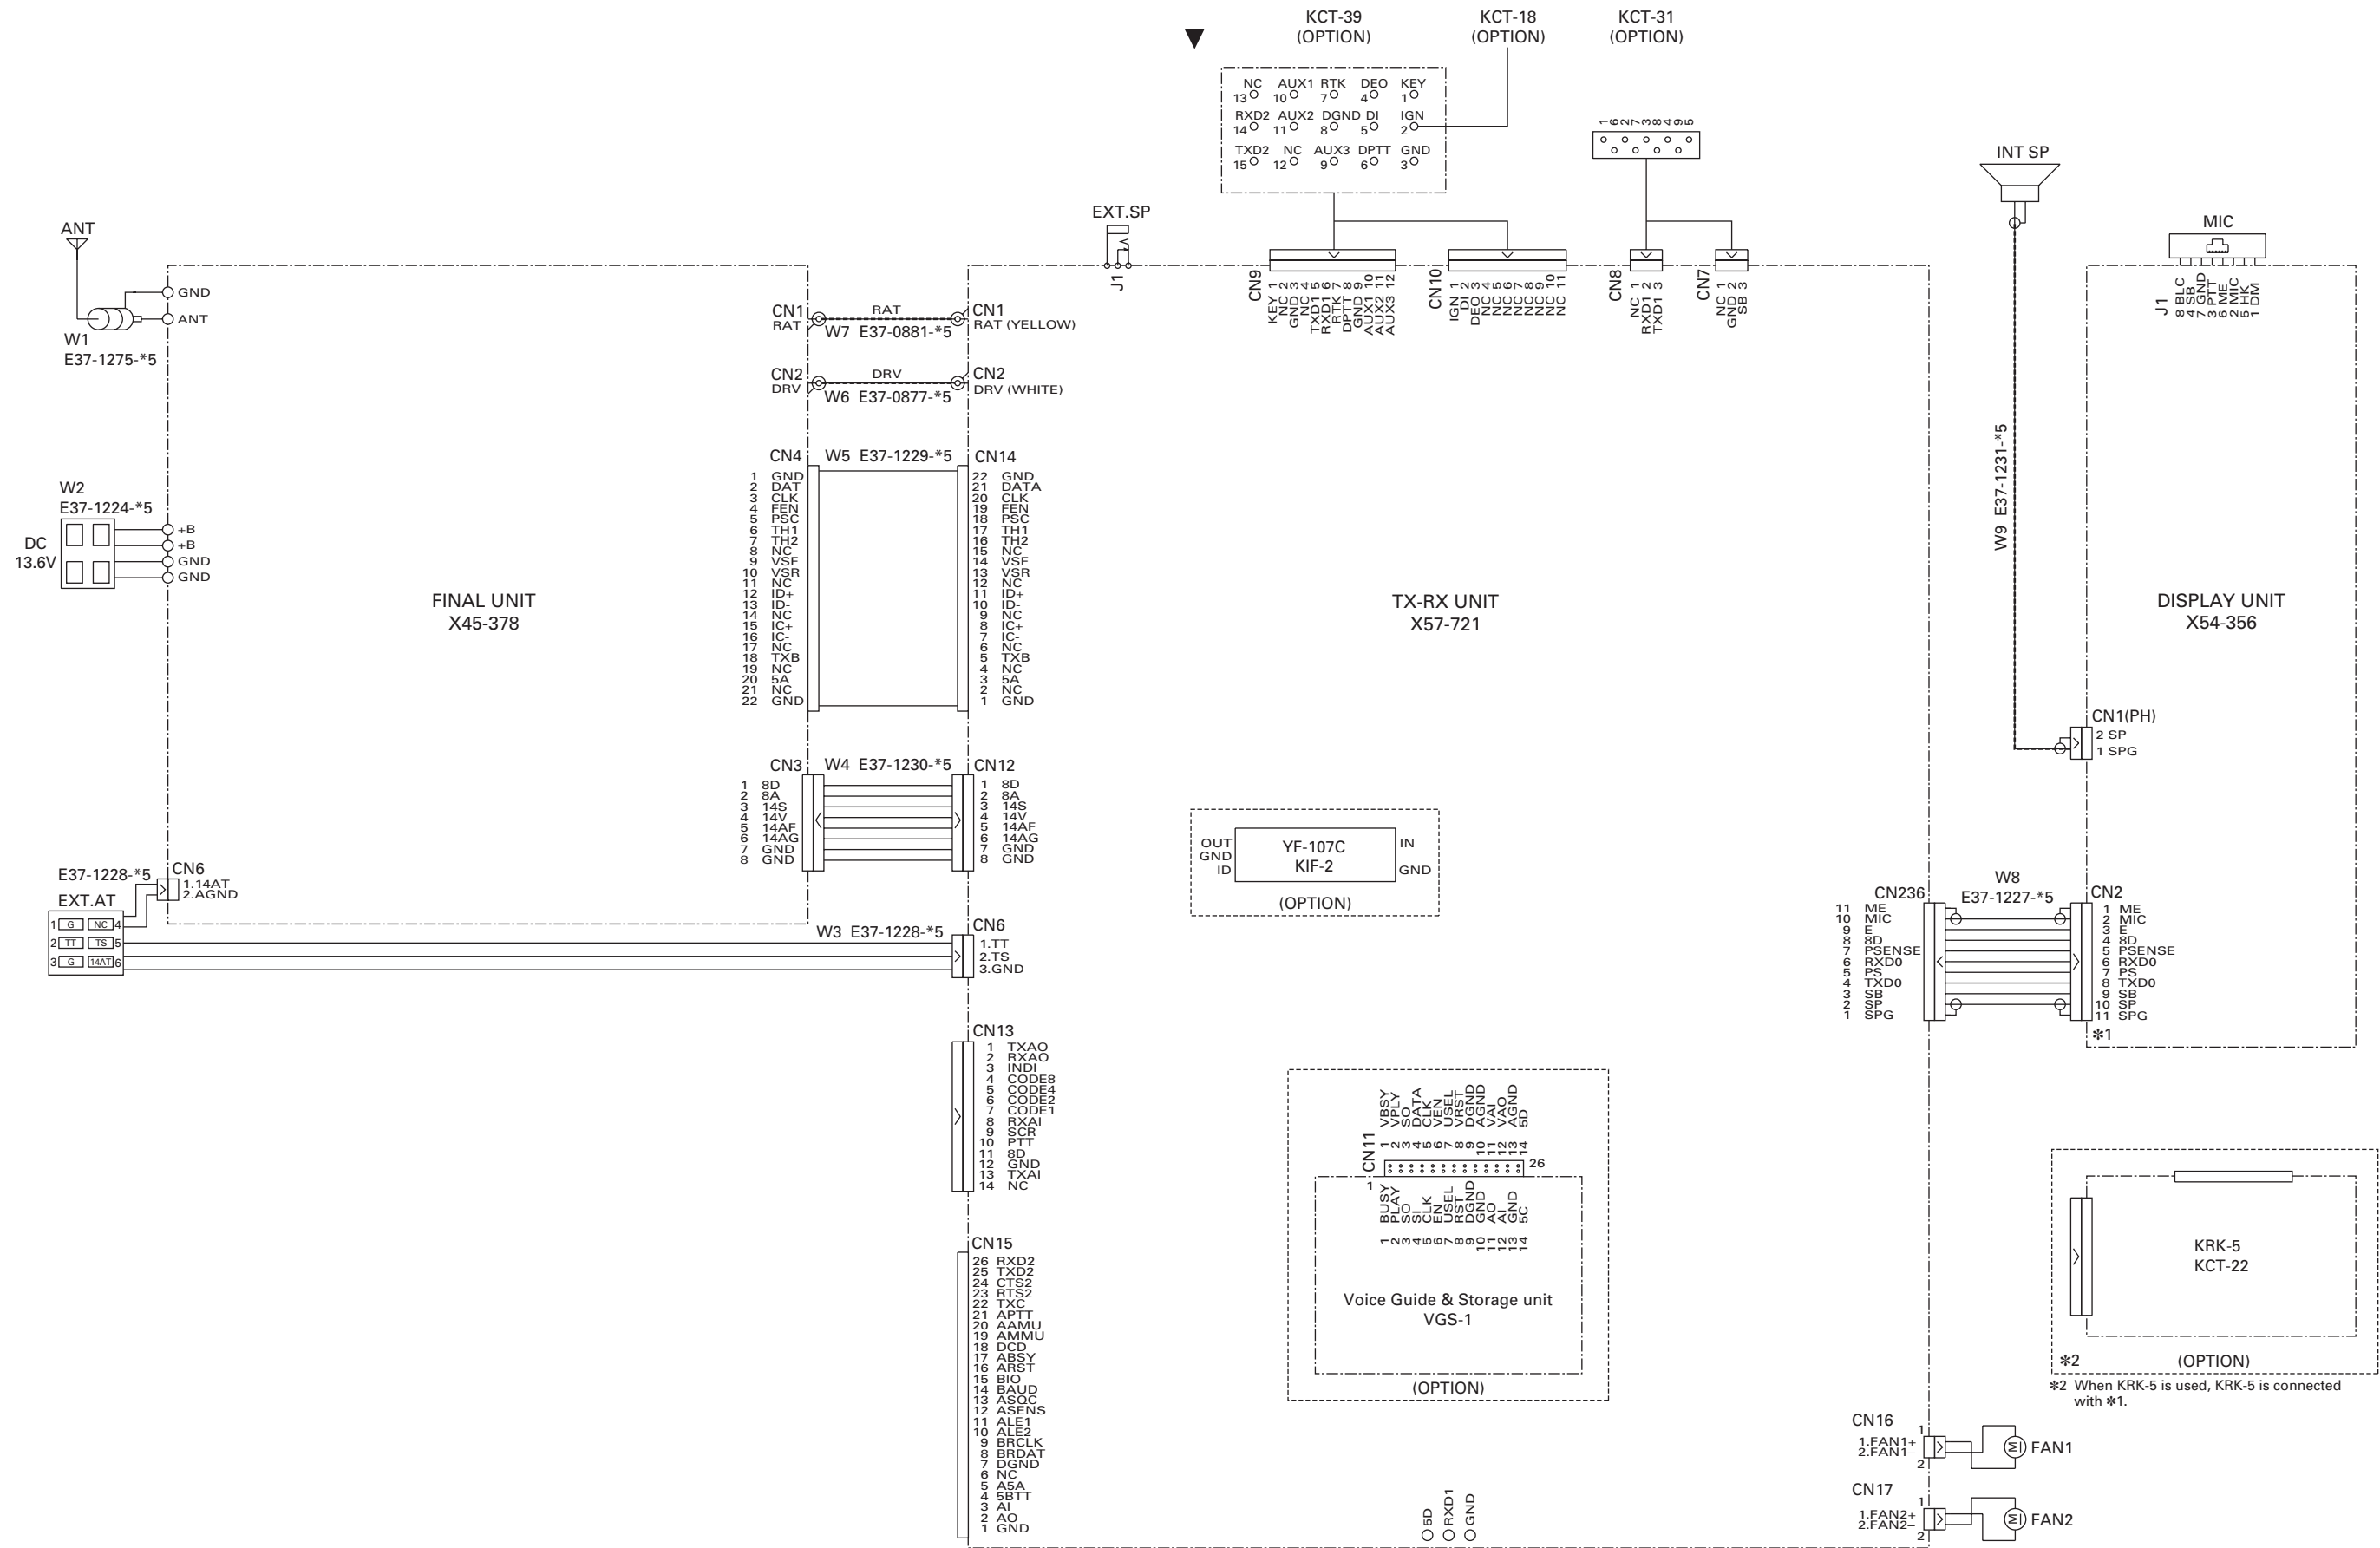 KCT-39
(OPTION)
KCT-18
(OPTION)
KCT-31
(OPTION)
NC AUX1 RTK DEO KEY
13 10 7 4 1
RXD2 AUX2 DGND DI IGN
14 11 8 5 2
TXD2 NC AUX3 DPTT GND
15 12 9 6 3
1 6 2 7 3 8 4 9 5
INT SP
MIC
EXT.SP
J1
ANT
GND
ANT
W1
E37-1275-*5
CN9
KEY 1
NC 2
GND 3
NC 4
TXD1 5
RXD1 6
RTK 7
DPTT 8
GND 9
AUX1 10
AUX2 11
AUX3 12
CN10
IGN 1
DI 2
DEO 3
NC 4
NC 5
NC 6
NC 7
NC 8
NC 9
NC 10
NC 11
CN8
NC 1
RXD1 2
TXD1 3
CN7
NC 1
GND 2
SB 3
J1
8 BLC
4 SB
7 GND
3 PTT
6 ME
2 MIC
5 HK
1 DM
CN1
RAT
RAT
W7 E37-0881-*5
CN1
RAT (YELLOW)
CN2
DRV
DRV
W6 E37-0877-*5
CN2
DRV (WHITE)
W2
E37-1224-*5
DC
13.6V
+B
+B
GND
GND
FINAL UNIT
X45-378
CN4
1 GND
2 DAT
3 CLK
4 FEN
5 PSC
6 TH1
7 TH2
8 NC
9 VSF
10 VSR
11 NC
12 ID+
13 ID-
14 NC
15 IC+
16 IC-
17 NC
18 TXB
19 NC
20 5A
21 NC
22 GND
W5 E37-1229-*5
CN14
22 GND
21 DATA
20 CLK
19 FEN
18 PSC
17 TH1
16 TH2
15 NC
14 VSF
13 VSR
12 NC
11 ID+
10 ID-
9 NC
8 IC+
7 IC-
6 NC
5 TXB
4 NC
3 5A
2 NC
1 GND
TX-RX UNIT
X57-721
W9 E37-1231-*5
DISPLAY UNIT
X54-356
CN1(PH)
2 SP
1 SPG
CN3
1 8D
2 8A
3 14S
4 14V
5 14AF
6 14AG
7 GND
8 GND
W4 E37-1230-*5
CN12
1 8D
2 8A
3 14S
4 14V
5 14AF
6 14AG
7 GND
8 GND
OUT
GND
ID
YF-107C
KIF-2
IN
GND
(OPTION)
E37-1228-*5
CN6
1.14AT
2.AGND
EXT.AT
1 G NC 4
2 TT TS 5
3 G 14AT 6
W3 E37-1228-*5
CN6
1.TT
2.TS
3.GND
CN236
11 ME
10 MIC
9 E
8 8D
7 PSENSE
6 RXD0
5 PS
4 TXD0
3 SB
2 SP
1 SPG
W8
E37-1227-*5
CN2
1 ME
2 MIC
3 E
4 8D
5 PSENSE
6 RXD0
7 PS
8 TXD0
9 SB
10 SP
11 SPG
✻1
CN13
1 TXAO
2 RXAO
3 INDI
4 CODE8
5 CODE4
6 CODE2
7 CODE1
8 RXAI
9 SCR
10 PTT
11 8D
12 GND
13 TXAI
14 NC
CN11
1 VBSY
2 VPLY
3 SO
4 DATA
5 CLK
6 VEN
7 USEL
8 VRST
9 DGND
10 AGND
11 VAI
12 VAO
13 AGND
14 5D
26
1
1 BUSY
2 PLAY
3 SO
4 SI
5 CLK
6 EN
7 USEL
8 RST
9 DGND
10 GND
11 AO
12 AI
13 GND
14 5C
Voice Guide & Storage unit
VGS-1
(OPTION)
KRK-5
KCT-22
✻2
(OPTION)
✻2 When KRK-5 is used, KRK-5 is connected
with ✻1.
CN15
26 RXD2
25 TXD2
24 CTS2
23 RTS2
22 TXC
21 APTT
20 AAMU
19 AMMU
18 DCD
17 ABSY
16 ARST
15 BIO
14 BAUD
13 ASQC
12 ASENS
11 ALE1
10 ALE2
9 BRCLK
8 BRDAT
7 DGND
6 NC
5 A5A
4 5BTT
3 AI
2 AO
1 GND
5D
RXD1
GND
CN16
1
1.FAN1+
2.FAN1–
2
M
FAN1
CN17
1
1.FAN2+
2.FAN2–
2
M
FAN2